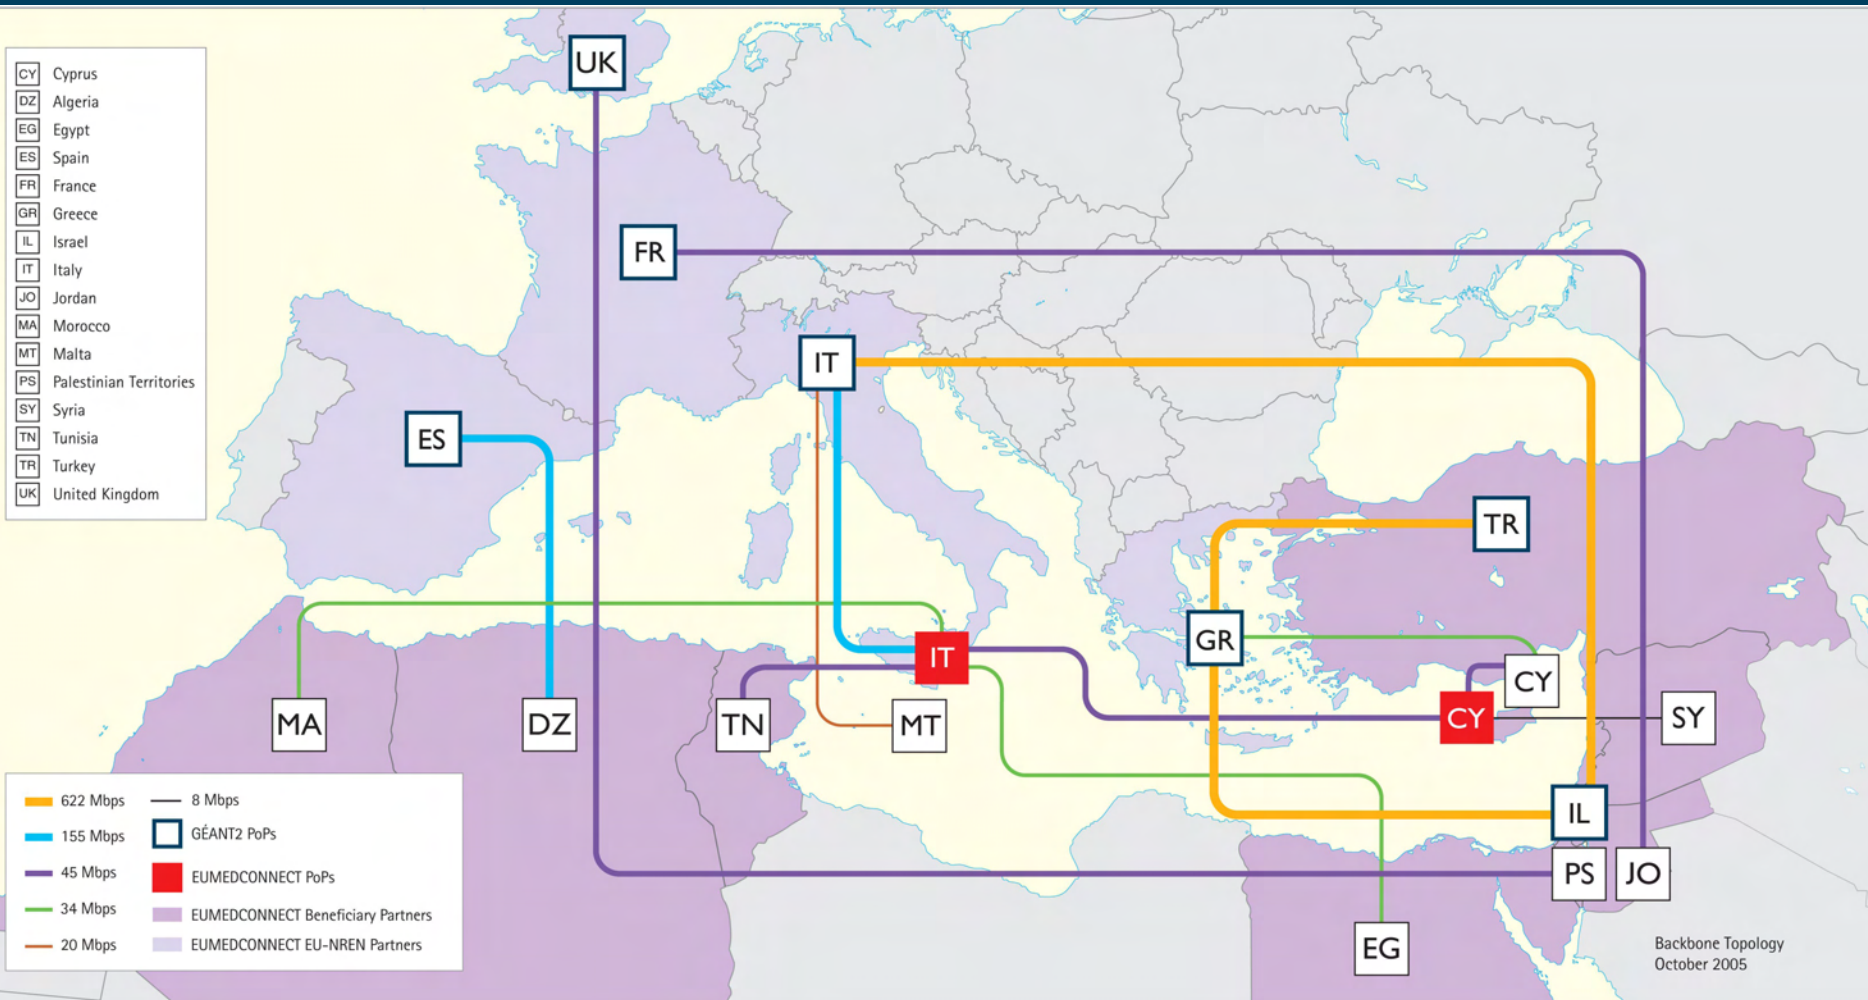 CY Cyprus
DZ Algeria
EG Egypt
ES Spain
FR France
GR Greece
IL Israel
IT Italy
JO Jordan
MA Morocco
MT Malta
PS Palestinian Territories
SY Syria
TN Tunisia
TR Turkey
UK United Kingdom
UK
FR
IT
ES
TR
GR
IT
CY
CY
SY
MA
DZ
TN
MT
IL
PS
JO
EG
622 Mbps
155 Mbps
45 Mbps
34 Mbps
20 Mbps
8 Mbps
GÉANT2 PoPs
EUMEDCONNECT PoPs
EUMEDCONNECT Beneficiary Partners
EUMEDCONNECT EU-NREN Partners
Backbone Topology
October 2005